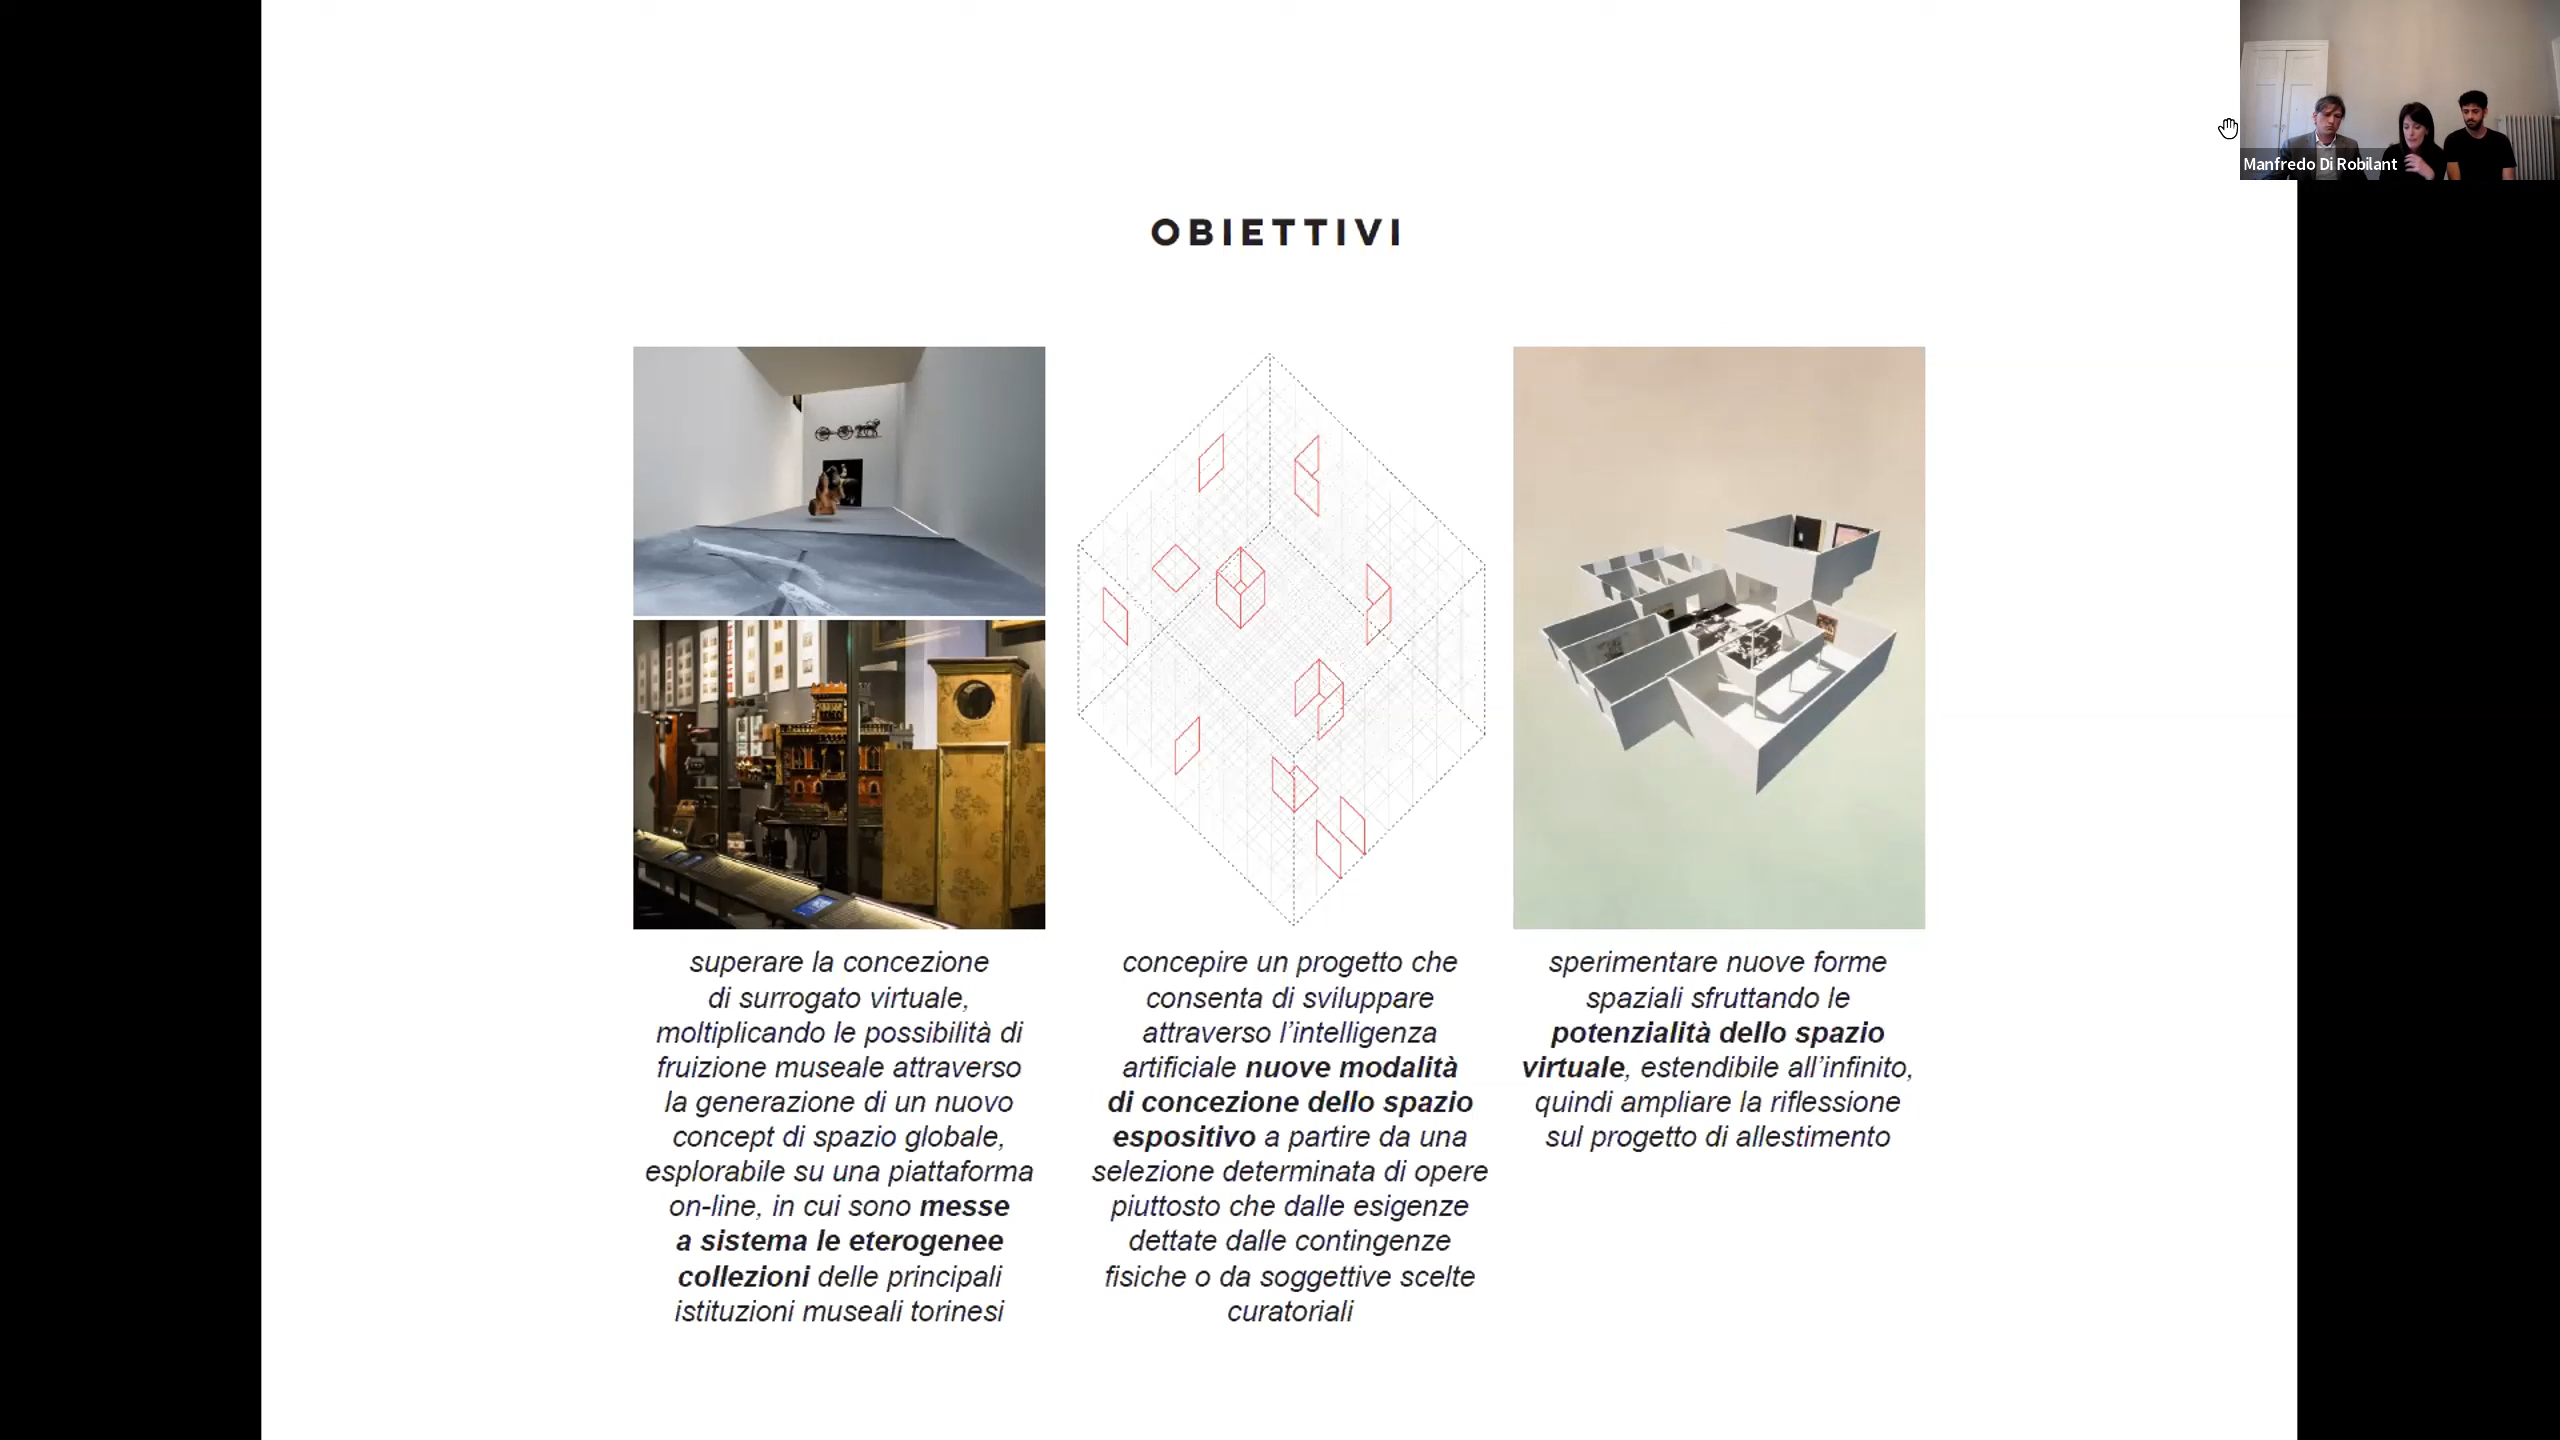 Manfredo Di Robilant
OBIETTIVI
superare la concezione
di surrogato virtuale,
moltiplicando le possibilità di
fruizione museale attraverso
la generazione di un nuovo
concept di spazio globale,
esplorabile su una piattaforma
on-line, in cui sono messe
a sistema le eterogenee
collezioni delle principali
istituzioni museali torinesi
concepire un progetto che
consenta di sviluppare
attraverso l’intelligenza
artificiale nuove modalità
di concezione dello spazio
espositivo a partire da una
selezione determinata di opere
piuttosto che dalle esigenze
dettate dalle contingenze
fisiche o da soggettive scelte
curatoriali
sperimentare nuove forme
spaziali sfruttando le
potenzialità dello spazio
virtuale, estendibile all’infinito,
quindi ampliare la riflessione
sul progetto di allestimento